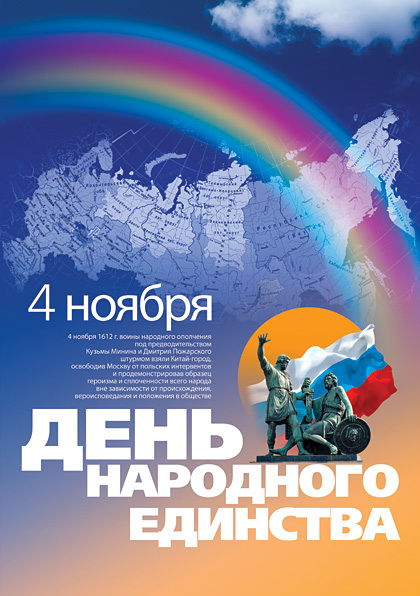 4 ноября
4 ноября 1612 г. воины народного ополчения
под предводительством
Кузьмы Минина и Дмитрия Пожарского
штурмом взяли Китай-город,
освободив Москву от польских интервентов
и продемонстрировав образец
героизма и сплоченности всего народа
вне зависимости от происхождения,
вероисповедания и положения в обществе
ДЕНЬ
НАРОДНОГО
ЕДИНСТВА